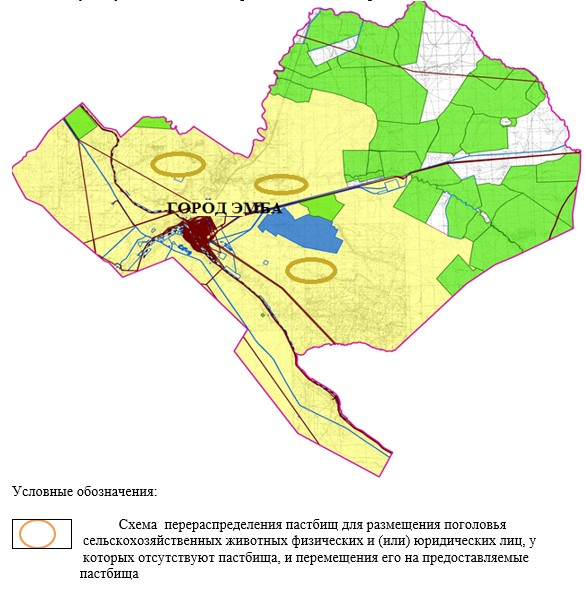 ГОРОД ЭМБА
Условные обозначения:
Схема перераспределения пастбищ для размещения поголовья
сельскохозяйственных животных физических и (или) юридических лиц, у
которых отсутствуют пастбища, и перемещения его на предоставляемые
пастбища